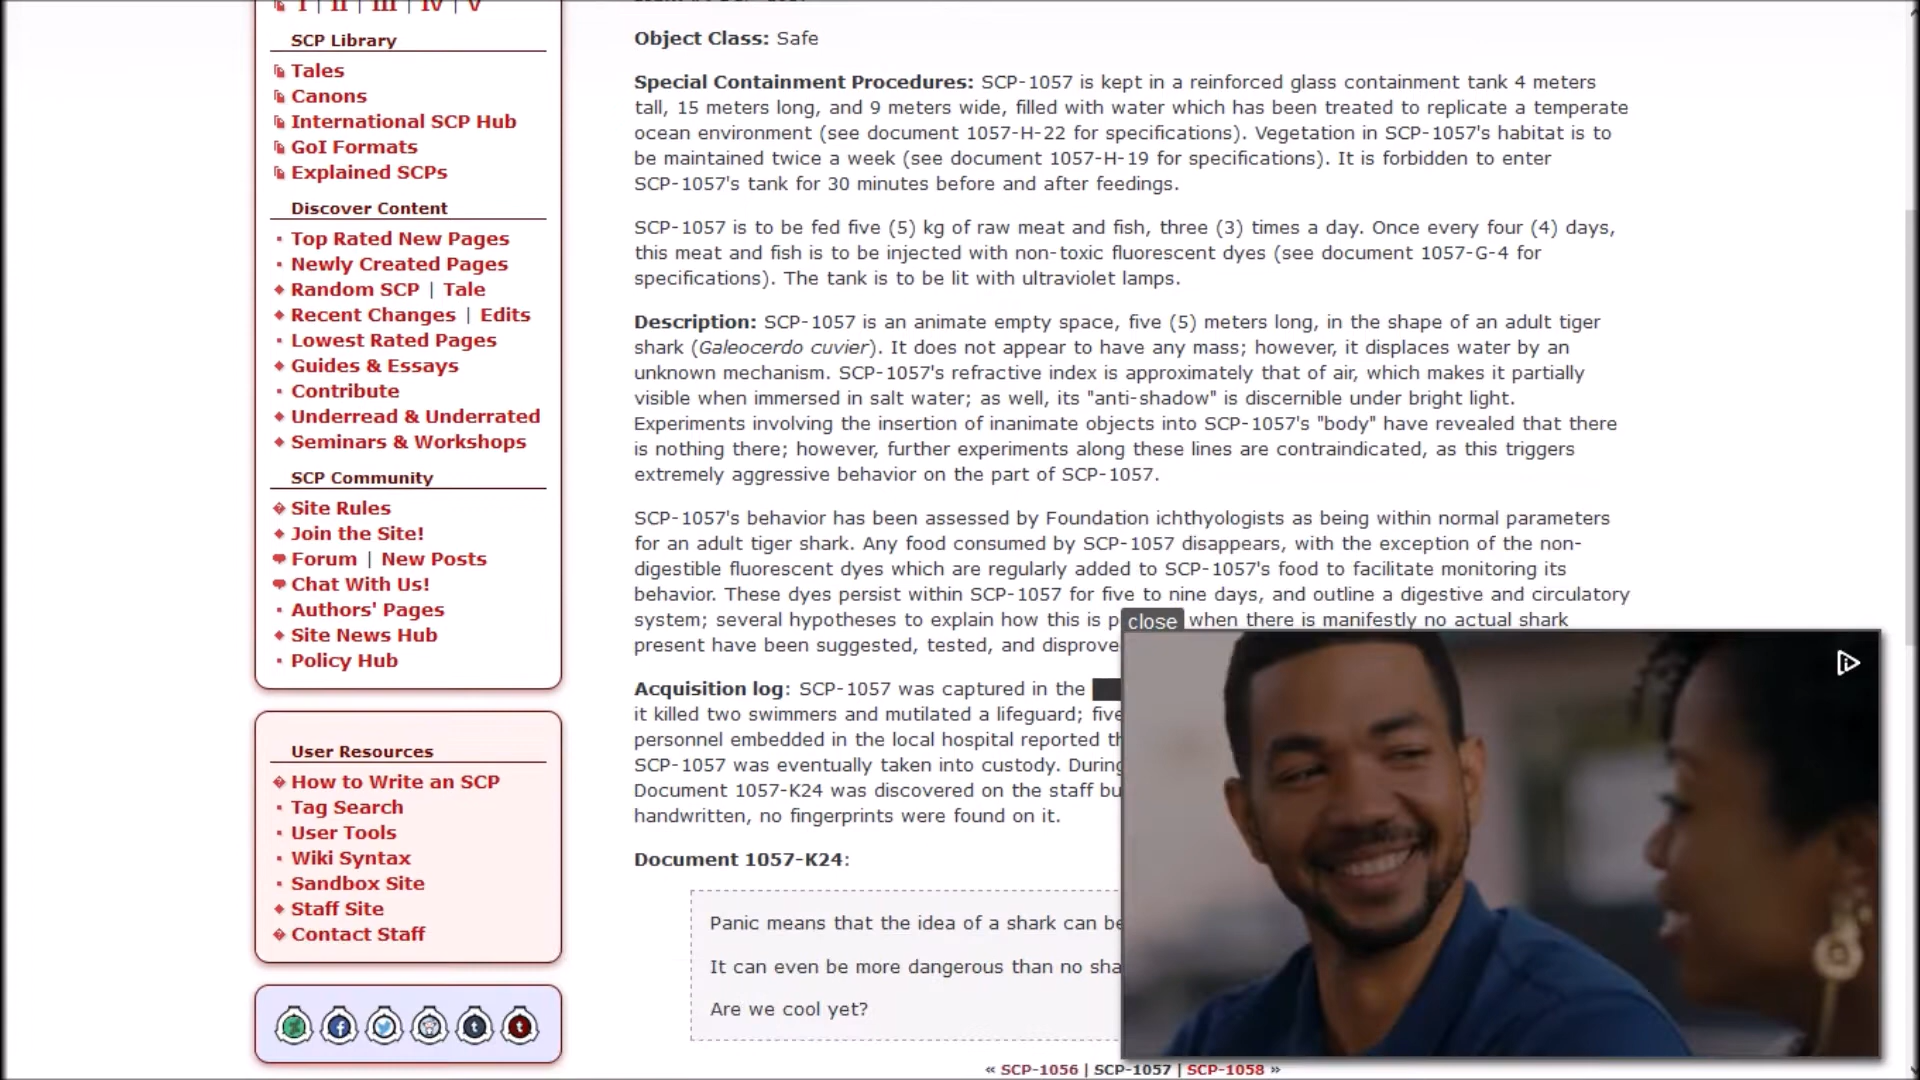 I | II | III | IV | V
SCP Library
Tales
Canons
International SCP Hub
GoI Formats
Explained SCPs
Discover Content
Top Rated New Pages
Newly Created Pages
Random SCP | Tale
Recent Changes | Edits
Lowest Rated Pages
Guides & Essays
Contribute
Underread & Underrated
Seminars & Workshops
SCP Community
Site Rules
Join the Site!
Forum | New Posts
Chat With Us!
Authors' Pages
Site News Hub
Policy Hub
User Resources
How to Write an SCP
Tag Search
User Tools
Wiki Syntax
Sandbox Site
Staff Site
Contact Staff
Object Class: Safe
Special Containment Procedures: SCP-1057 is kept in a reinforced glass containment tank 4 meters
tall, 15 meters long, and 9 meters wide, filled with water which has been treated to replicate a temperate
ocean environment (see document 1057-H-22 for specifications). Vegetation in SCP-1057's habitat is to
be maintained twice a week (see document 1057-H-19 for specifications). It is forbidden to enter
SCP-1057's tank for 30 minutes before and after feedings.
SCP-1057 is to be fed five (5) kg of raw meat and fish, three (3) times a day. Once every four (4) days,
this meat and fish is to be injected with non-toxic fluorescent dyes (see document 1057-G-4 for
specifications). The tank is to be lit with ultraviolet lamps.
Description: SCP-1057 is an animate empty space, five (5) meters long, in the shape of an adult tiger
shark (Galeocerdo cuvier). It does not appear to have any mass; however, it displaces water by an
unknown mechanism. SCP-1057's refractive index is approximately that of air, which makes it partially
visible when immersed in salt water; as well, its "anti-shadow" is discernible under bright light.
Experiments involving the insertion of inanimate objects into SCP-1057's "body" have revealed that there
is nothing there; however, further experiments along these lines are contraindicated, as this triggers
extremely aggressive behavior on the part of SCP-1057.
SCP-1057's behavior has been assessed by Foundation ichthyologists as being within normal parameters
for an adult tiger shark. Any food consumed by SCP-1057 disappears, with the exception of the non-
digestible fluorescent dyes which are regularly added to SCP-1057's food to facilitate monitoring its
behavior. These dyes persist within SCP-1057 for five to nine days, and outline a digestive and circulatory
system; several hypotheses to explain how this is p close when there is manifestly no actual shark
present have been suggested, tested, and disprove
Acquisition log: SCP-1057 was captured in the
it killed two swimmers and mutilated a lifeguard; five
personnel embedded in the local hospital reported th
SCP-1057 was eventually taken into custody. During
Document 1057-K24 was discovered on the staff bu
handwritten, no fingerprints were found on it.
Document 1057-K24:
Panic means that the idea of a shark can be
It can even be more dangerous than no sha
Are we cool yet?
« SCP-1056 | SCP-1057 | SCP-1058 »